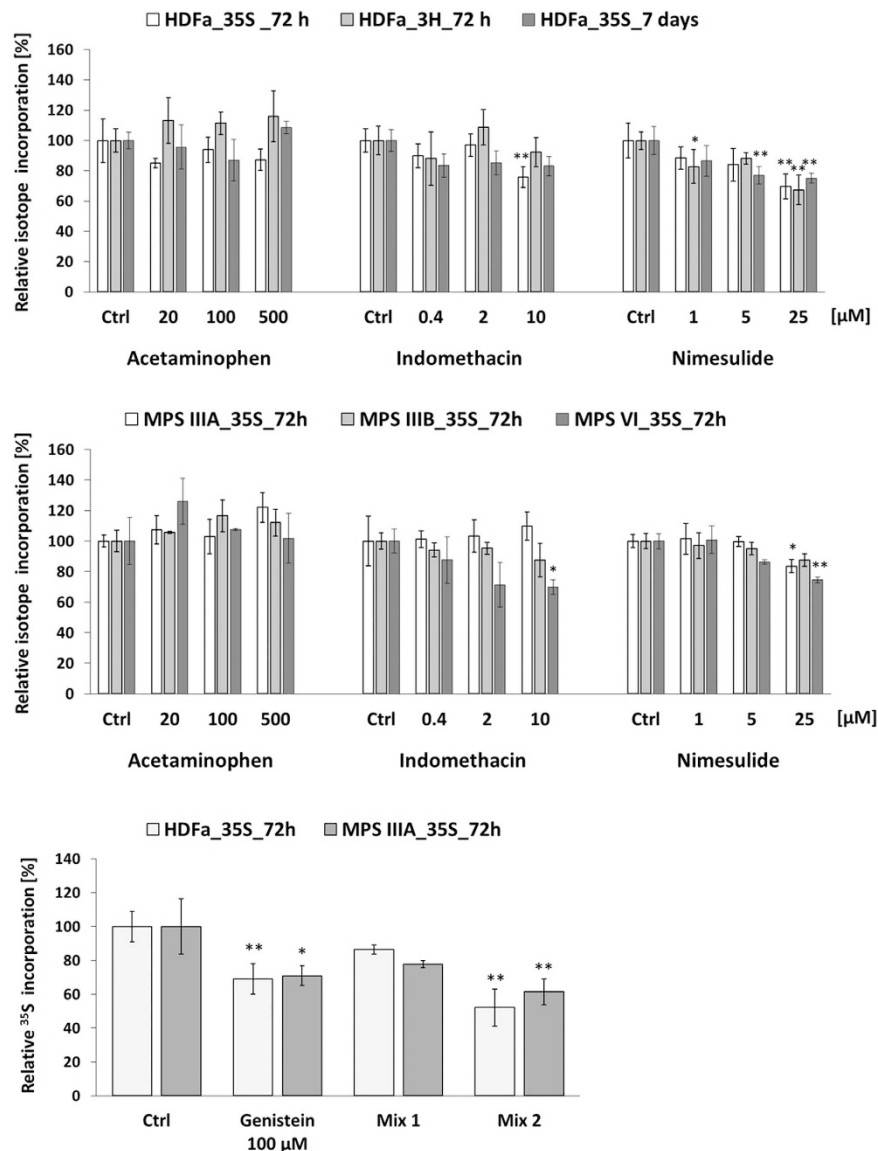 HDFa_35S _72 h HDFa_3H_72 h HDFa_35S_7 days
Relative isotope incorporation [%]
160
140
120
100
80
60
40
20
0
**
* ** ** ** **
Ctrl 20 100 500 Ctrl 0.4 2 10 Ctrl 1 5 25 [µM]
Acetaminophen Indomethacin Nimesulide
MPS IIIA_35S_72h MPS IIIB_35S_72h MPS VI_35S_72h
Relative isotope incorporation [%]
160
140
120
100
80
60
40
20
0
* * **
Ctrl 20 100 500 Ctrl 0.4 2 10 Ctrl 1 5 25 [µM]
Acetaminophen Indomethacin Nimesulide
HDFa_35S_72h MPS IIIA_35S_72h
Relative ³⁵S incorporation [%]
140
120
100
80
60
40
20
0
** * ** **
Ctrl Genistein Mix 1 Mix 2
100 µM